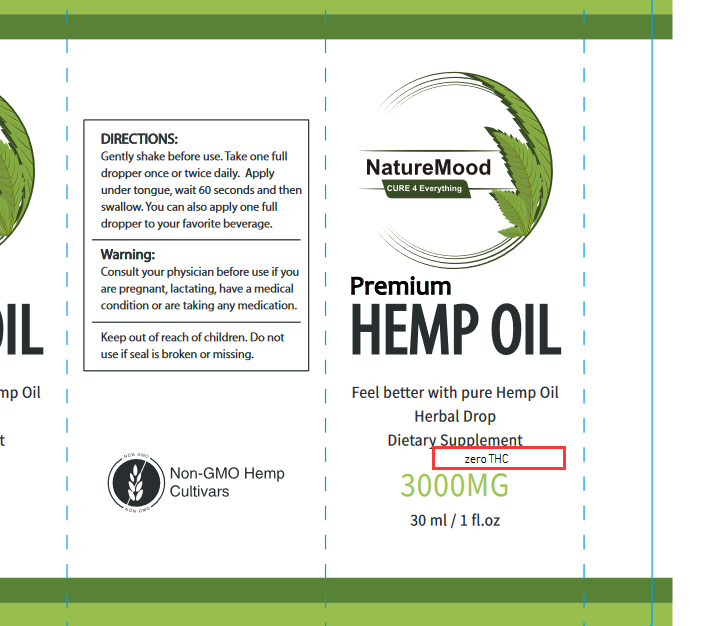 IL
mp Oil
t
DIRECTIONS:
Gently shake before use. Take one full
dropper once or twice daily. Apply
under tongue, wait 60 seconds and then
swallow. You can also apply one full
dropper to your favorite beverage.
Warning:
Consult your physician before use if you
are pregnant, lactating, have a medical
condition or are taking any medication.
Keep out of reach of children. Do not
use if seal is broken or missing.
NON GMO
Non-GMO Hemp
Cultivars
NON GMO
NatureMood
CURE 4 Everything
Premium
HEMP OIL
Feel better with pure Hemp Oil
Herbal Drop
Dietary Supplement
zero THC
3000MG
30 ml / 1 fl.oz